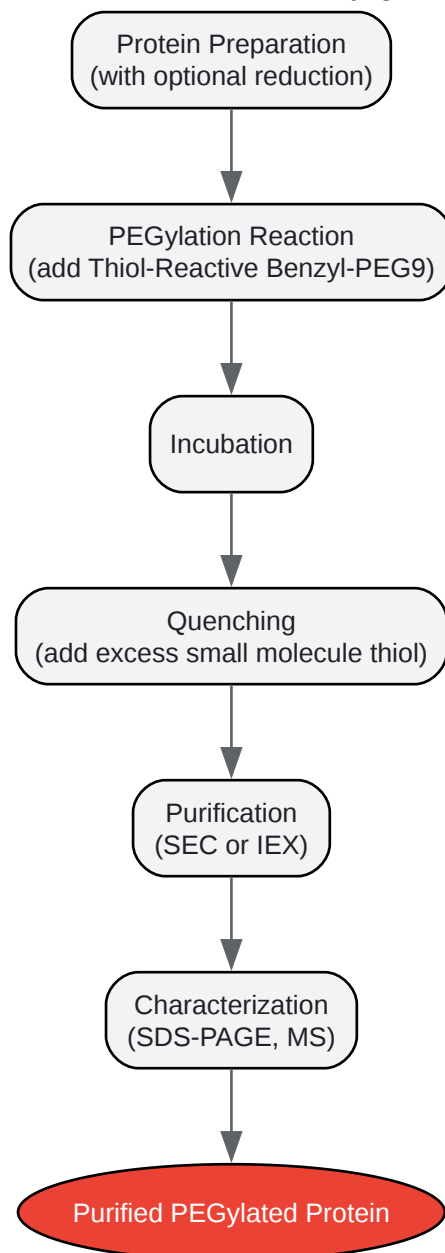 Protein Preparation
(with optional reduction)
PEGylation Reaction
(add Thiol-Reactive Benzyl-PEG9)
Incubation
Quenching
(add excess small molecule thiol)
Purification
(SEC or IEX)
Characterization
(SDS-PAGE, MS)
Purified PEGylated Protein